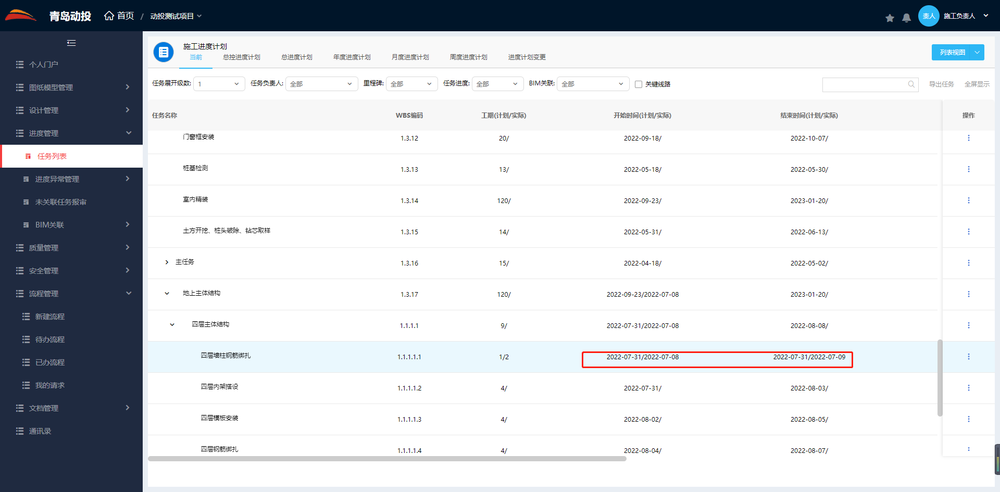 青岛动投 首页 / 动投测试项目 责人 施工负责人
个人门户
图纸模型管理
设计管理
进度管理
任务列表
进度异常管理
未关联任务报审
BIM关联
质量管理
安全管理
流程管理
新建流程
待办流程
已办流程
我的请求
文档管理
通讯录
施工进度计划
当前 总控进度计划 总进度计划 年度进度计划 月度进度计划 周度进度计划 进度计划变更
列表视图
任务展开级数: 1 任务负责人: 全部 里程碑: 全部 任务进度: 全部 BIM关联: 全部 关键线路 导出任务 全屏显示
任务名称 WBS编码 工期(计划/实际) 开始时间(计划/实际) 结束时间(计划/实际) 操作
门窗框安装 1.3.12 20/ 2022-09-18/ 2022-10-07/
桩基检测 1.3.13 13/ 2022-05-18/ 2022-05-30/
室内精装 1.3.14 120/ 2022-09-23/ 2023-01-20/
土方开挖、桩头破除、钻芯取样 1.3.15 14/ 2022-05-31/ 2022-06-13/
主任务 1.3.16 15/ 2022-04-18/ 2022-05-02/
地上主体结构 1.3.17 120/ 2022-09-23/2022-07-08 2023-01-20/
四层主体结构 1.1.1.1 9/ 2022-07-31/2022-07-08 2022-08-08/
四层墙柱钢筋绑扎 1.1.1.1.1 1/2 2022-07-31/2022-07-08 2022-07-31/2022-07-09
四层内架搭设 1.1.1.1.2 4/ 2022-07-31/ 2022-08-03/
四层模板安装 1.1.1.1.3 4/ 2022-08-02/ 2022-08-05/
四层钢筋绑扎 1.1.1.1.4 4/ 2022-08-04/ 2022-08-07/